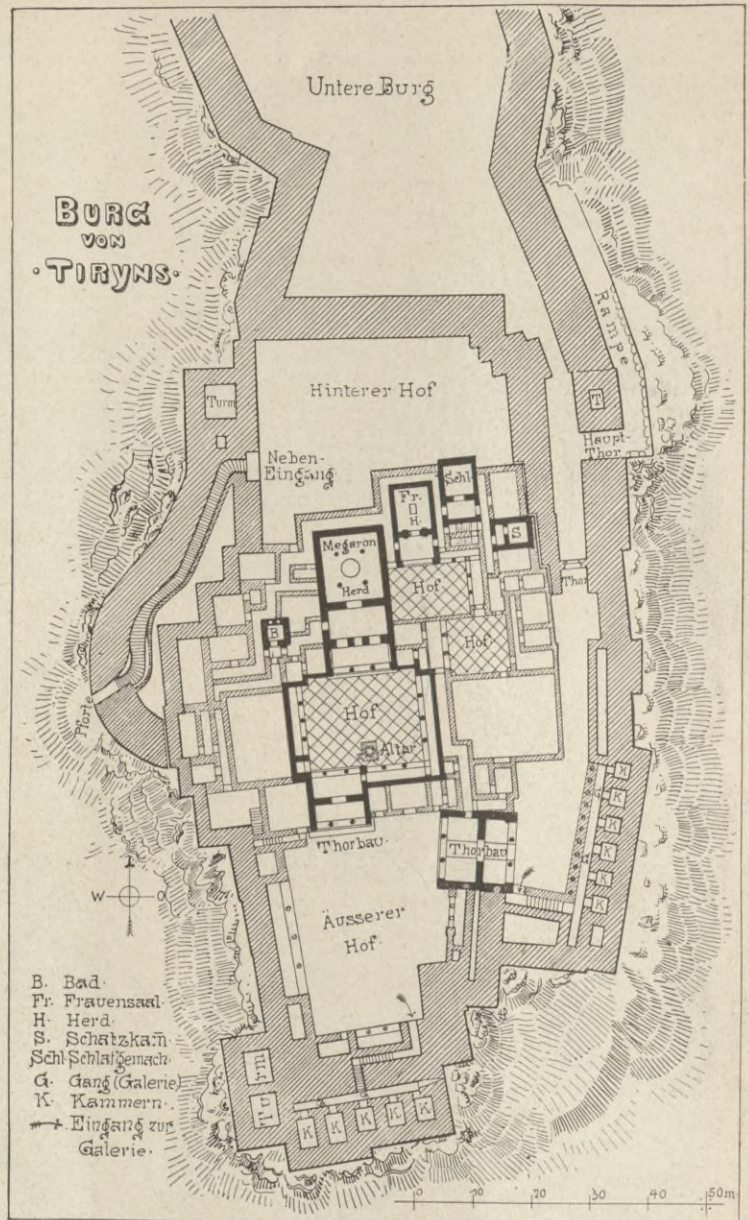 Untere Burg
BURG
VON
·TIRYNS·
Rampe
Turm
T
Hinterer Hof
Haupt-
Thor
Neben-
Eingang
Schl.
Fr.
H.
S
Megaron
Herd
Hof
Thor
B
Hof
Pforte
Hof
Altar
K
K
K
K
K
K
Thorbau
Thorbau
W
O
Äusserer
Hof
B. Bad
Fr. Frauensaal
H Herd
S. Schatzkam̄
Schl Schlafgemach
G. Gang (Galerie)
K Kammern
Eingang zur
Galerie
Turm
K K K K K
0 10 20 30 40 50m